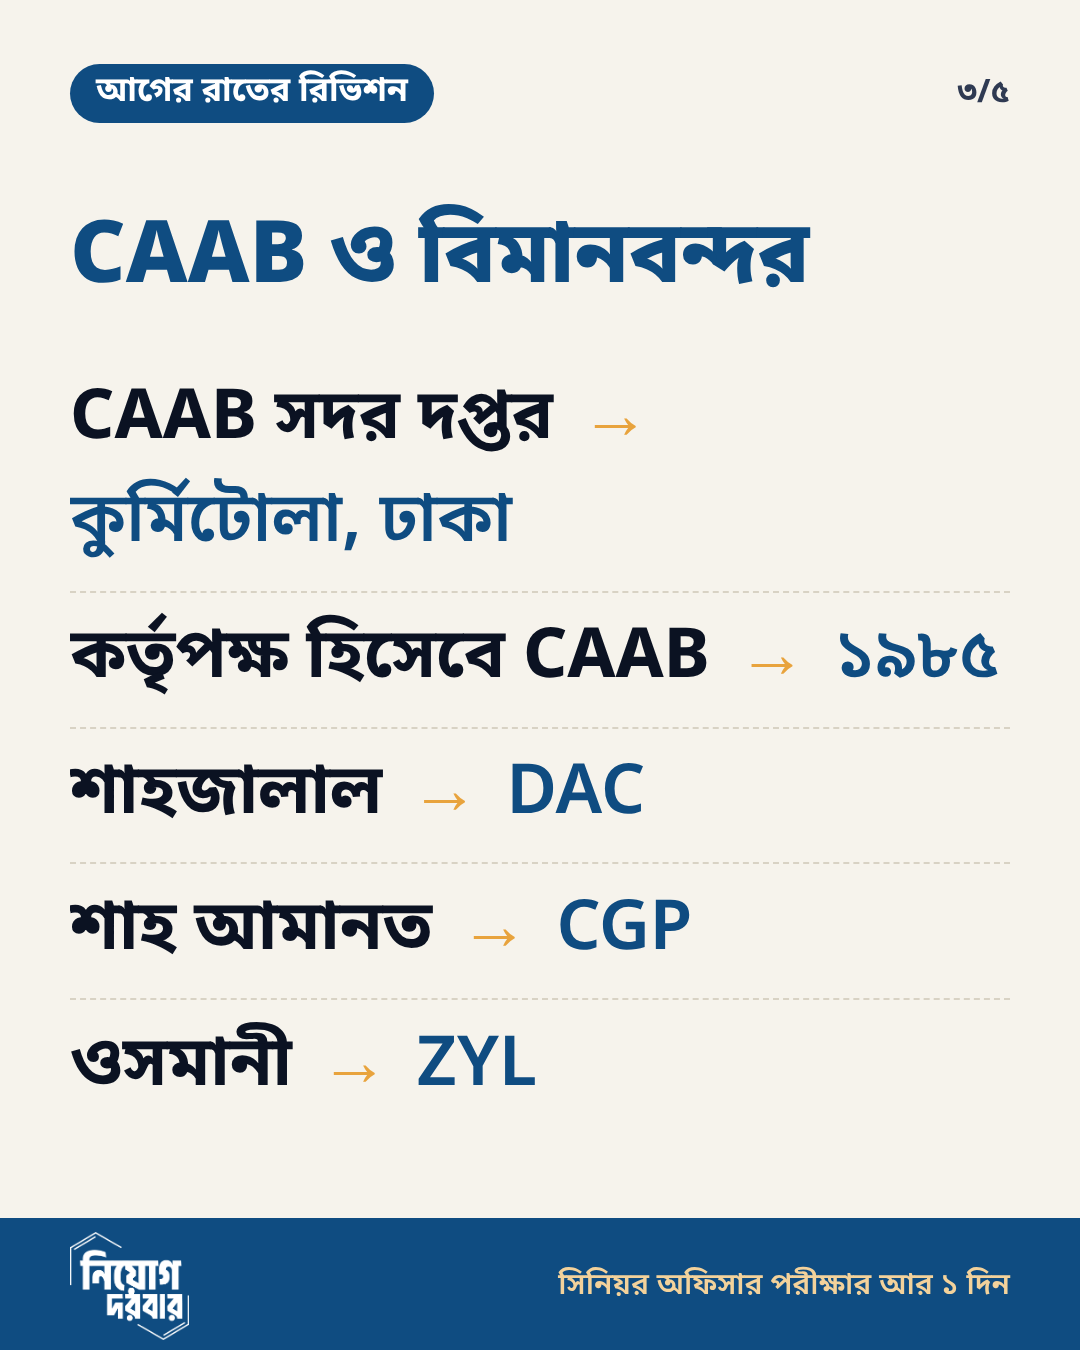 আগের রাতের রিভিশন
৩/৫
CAAB ও বিমানবন্দর
CAAB সদর দপ্তর →
কুর্মিটোলা, ঢাকা
কর্তৃপক্ষ হিসেবে CAAB → ১৯৮৫
শাহজালাল → DAC
শাহ আমানত → CGP
ওসমানী → ZYL
নিয়োগ
দরবার
সিনিয়র অফিসার পরীক্ষার আর ১ দিন